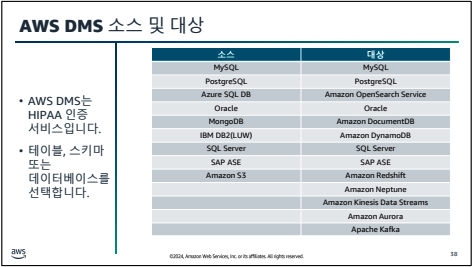 AWS DMS 소스 및 대상
• AWS DMS는
HIPAA 인증
서비스입니다.
• 테이블, 스키마
또는
데이터베이스를
선택합니다.
소스 대상
MySQL MySQL
PostgreSQL PostgreSQL
Azure SQL DB Amazon OpenSearch Service
Oracle Oracle
MongoDB Amazon DocumentDB
IBM DB2(LUW) Amazon DynamoDB
SQL Server SQL Server
SAP ASE SAP ASE
Amazon S3 Amazon Redshift
Amazon Neptune
Amazon Kinesis Data Streams
Amazon Aurora
Apache Kafka
aws
©2024, Amazon Web Services, Inc. or its affiliates. All rights reserved.
38